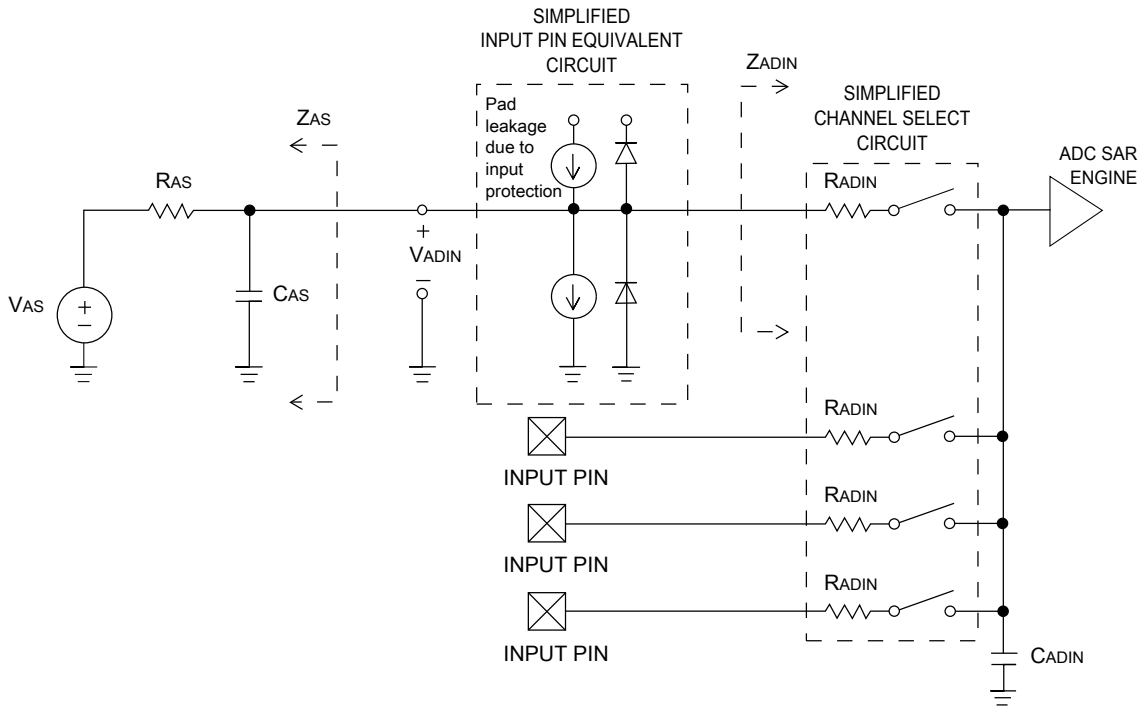 SIMPLIFIED
INPUT PIN EQUIVALENT
CIRCUIT
ZADIN
Pad
leakage
due to
input
protection
SIMPLIFIED
CHANNEL SELECT
CIRCUIT
ZAS
ADC SAR
ENGINE
RAS
RADIN
+
VADIN
–
CAS
VAS
+
–
RADIN
INPUT PIN
RADIN
INPUT PIN
RADIN
INPUT PIN
CADIN